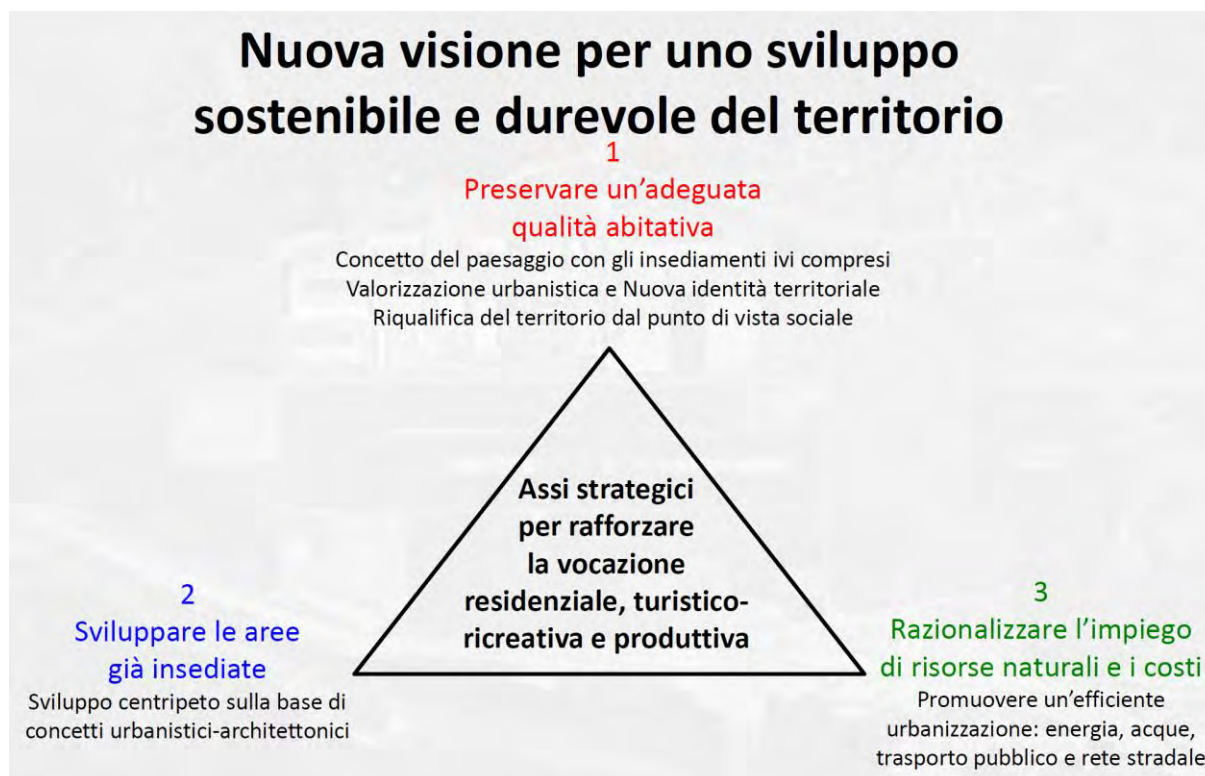 Nuova visione per uno sviluppo
sostenibile e durevole del territorio
1
Preservare un'adeguata
qualità abitativa
Concetto del paesaggio con gli insediamenti ivi compresi
Valorizzazione urbanistica e Nuova identità territoriale
Riqualifica del territorio dal punto di vista sociale
Assi strategici
per rafforzare
la vocazione
residenziale, turistico-
ricreativa e produttiva
2
Sviluppare le aree
già insediate
Sviluppo centripeto sulla base di
concetti urbanistici-architettonici
3
Razionalizzare l'impiego
di risorse naturali e i costi
Promuovere un'efficiente
urbanizzazione: energia, acque,
trasporto pubblico e rete stradale